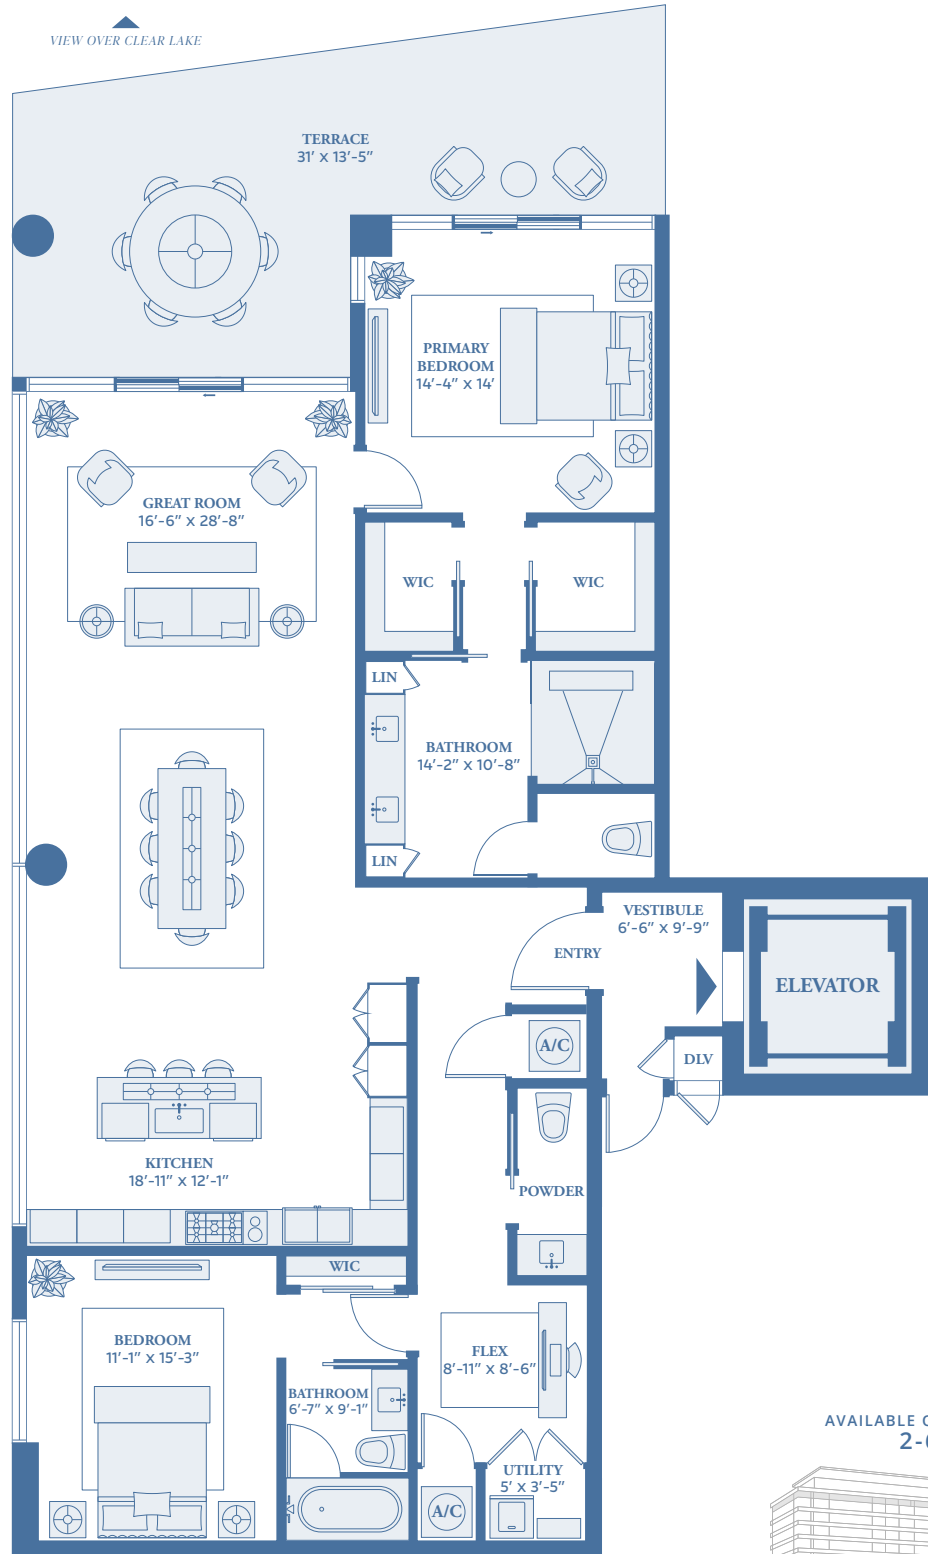 VIEW OVER CLEAR LAKE
TERRACE
31' x 13'-5"
PRIMARY
BEDROOM
14'-4" x 14'
GREAT ROOM
16'-6" x 28'-8"
WIC
WIC
LIN
BATHROOM
14'-2" x 10'-8"
LIN
VESTIBULE
6'-6" x 9'-9"
ENTRY
ELEVATOR
A/C
DLV
KITCHEN
18'-11" x 12'-1"
POWDER
WIC
BEDROOM
11'-1" x 15'-3"
FLEX
8'-11" x 8'-6"
BATHROOM
6'-7" x 9'-1"
UTILITY
5' x 3'-5"
A/C
AVAILABLE
2-